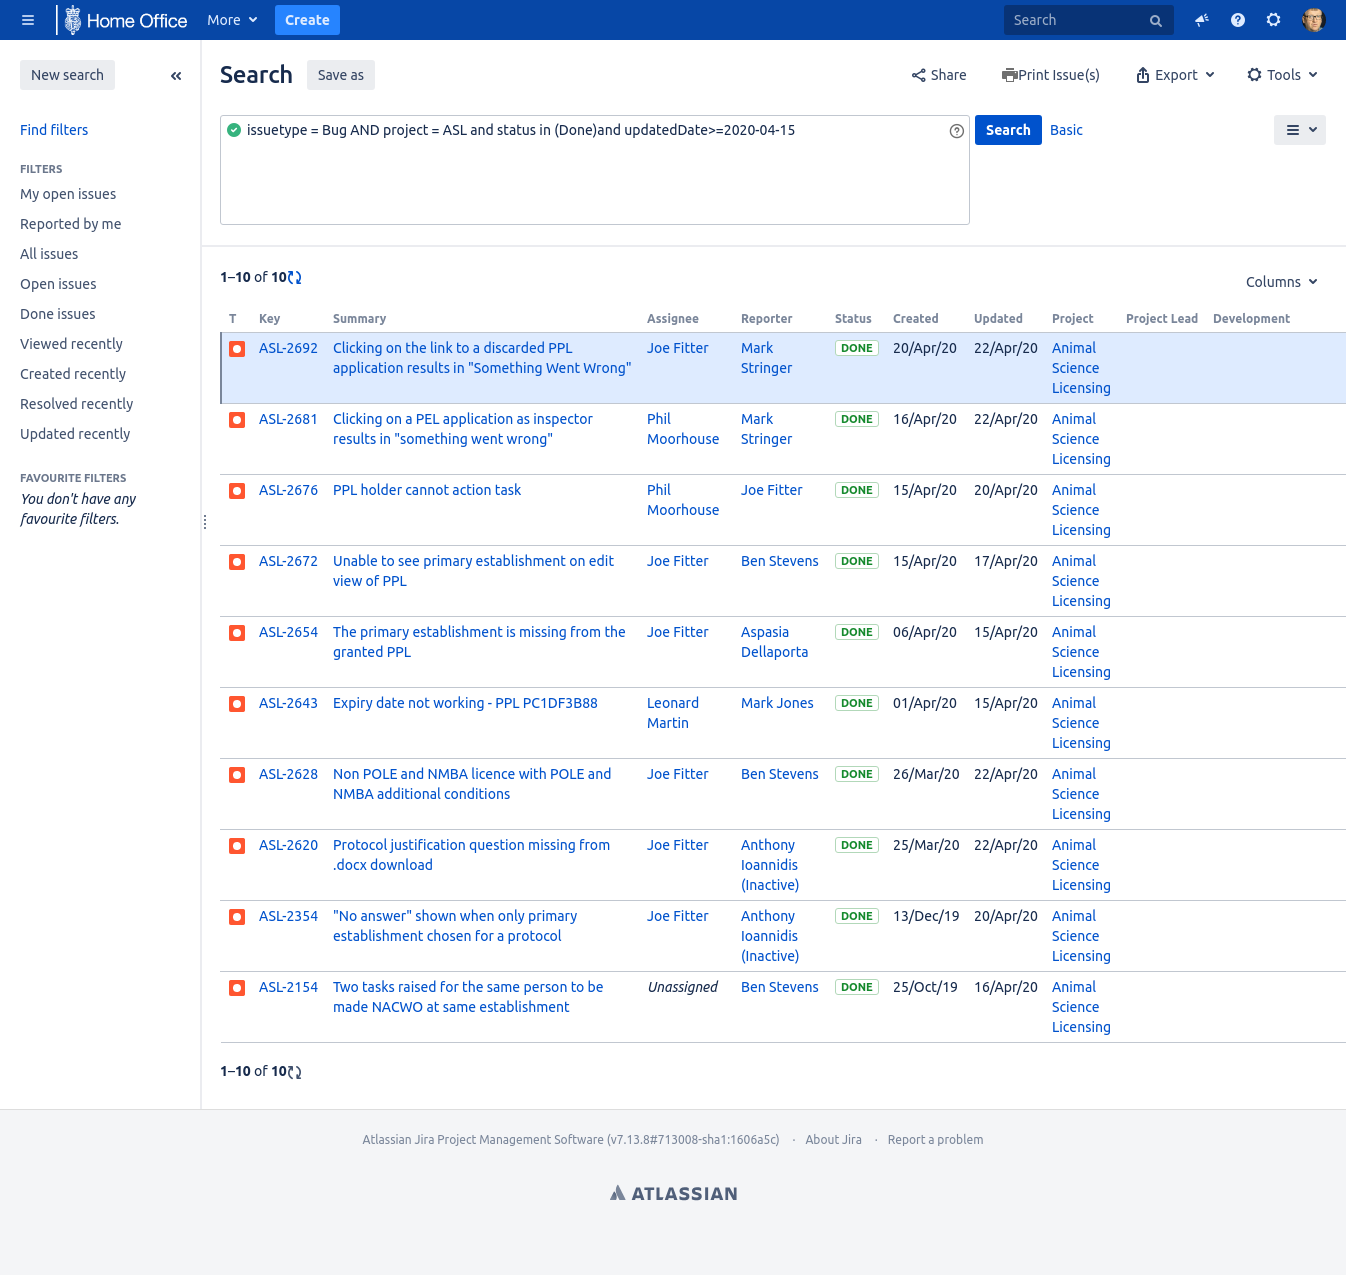 Home Office More Create Search
New search
Search Save as Share Print Issue(s) Export Tools
Find filters
issuetype = Bug AND project = ASL and status in (Done)and updatedDate>=2020-04-15 Search Basic
FILTERS
My open issues
Reported by me
All issues
Open issues
Done issues
Viewed recently
Created recently
Resolved recently
Updated recently
FAVOURITE FILTERS
You don't have any
favourite filters.
1–10 of 10
Columns
T Key Summary Assignee Reporter Status Created Updated Project Project Lead Development
ASL-2692 Clicking on the link to a discarded PPL Joe Fitter Mark DONE 20/Apr/20 22/Apr/20 Animal
application results in "Something Went Wrong" Stringer Science
Licensing
ASL-2681 Clicking on a PEL application as inspector Phil Mark DONE 16/Apr/20 22/Apr/20 Animal
results in "something went wrong" Moorhouse Stringer Science
Licensing
ASL-2676 PPL holder cannot action task Phil Joe Fitter DONE 15/Apr/20 20/Apr/20 Animal
Moorhouse Science
Licensing
ASL-2672 Unable to see primary establishment on edit Joe Fitter Ben Stevens DONE 15/Apr/20 17/Apr/20 Animal
view of PPL Science
Licensing
ASL-2654 The primary establishment is missing from the Joe Fitter Aspasia DONE 06/Apr/20 15/Apr/20 Animal
granted PPL Dellaporta Science
Licensing
ASL-2643 Expiry date not working - PPL PC1DF3B88 Leonard Mark Jones DONE 01/Apr/20 15/Apr/20 Animal
Martin Science
Licensing
ASL-2628 Non POLE and NMBA licence with POLE and Joe Fitter Ben Stevens DONE 26/Mar/20 22/Apr/20 Animal
NMBA additional conditions Science
Licensing
ASL-2620 Protocol justification question missing from Joe Fitter Anthony DONE 25/Mar/20 22/Apr/20 Animal
.docx download Ioannidis Science
(Inactive) Licensing
ASL-2354 "No answer" shown when only primary Joe Fitter Anthony DONE 13/Dec/19 20/Apr/20 Animal
establishment chosen for a protocol Ioannidis Science
(Inactive) Licensing
ASL-2154 Two tasks raised for the same person to be Unassigned Ben Stevens DONE 25/Oct/19 16/Apr/20 Animal
made NACWO at same establishment Science
Licensing
1–10 of 10
Atlassian Jira Project Management Software (v7.13.8#713008-sha1:1606a5c) · About Jira · Report a problem
ATLASSIAN